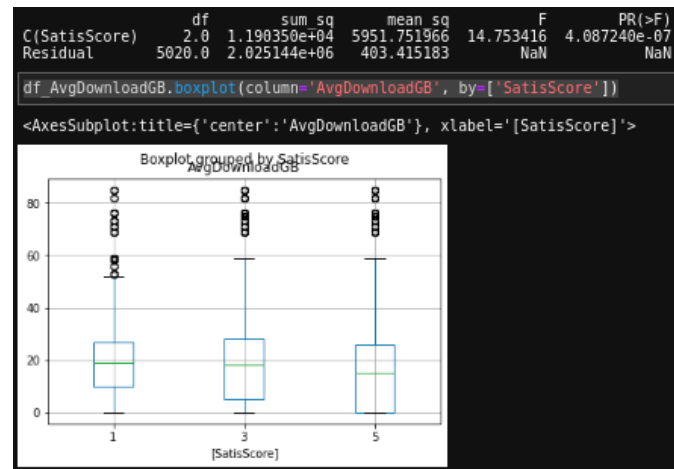 df sum_sq mean_sq F PR(>F)
C(SatisScore) 2.0 1.190350e+04 5951.751966 14.753416 4.087240e-07
Residual 5020.0 2.025144e+06 403.415183 NaN NaN
df_AvgDownloadGB.boxplot(column='AvgDownloadGB', by=['SatisScore'])
<AxesSubplot:title={'center':'AvgDownloadGB'}, xlabel='[SatisScore]'>
Boxplot grouped by SatisScore
AvgDownloadGB
80
60
40
20
0
1 3 5
[SatisScore]